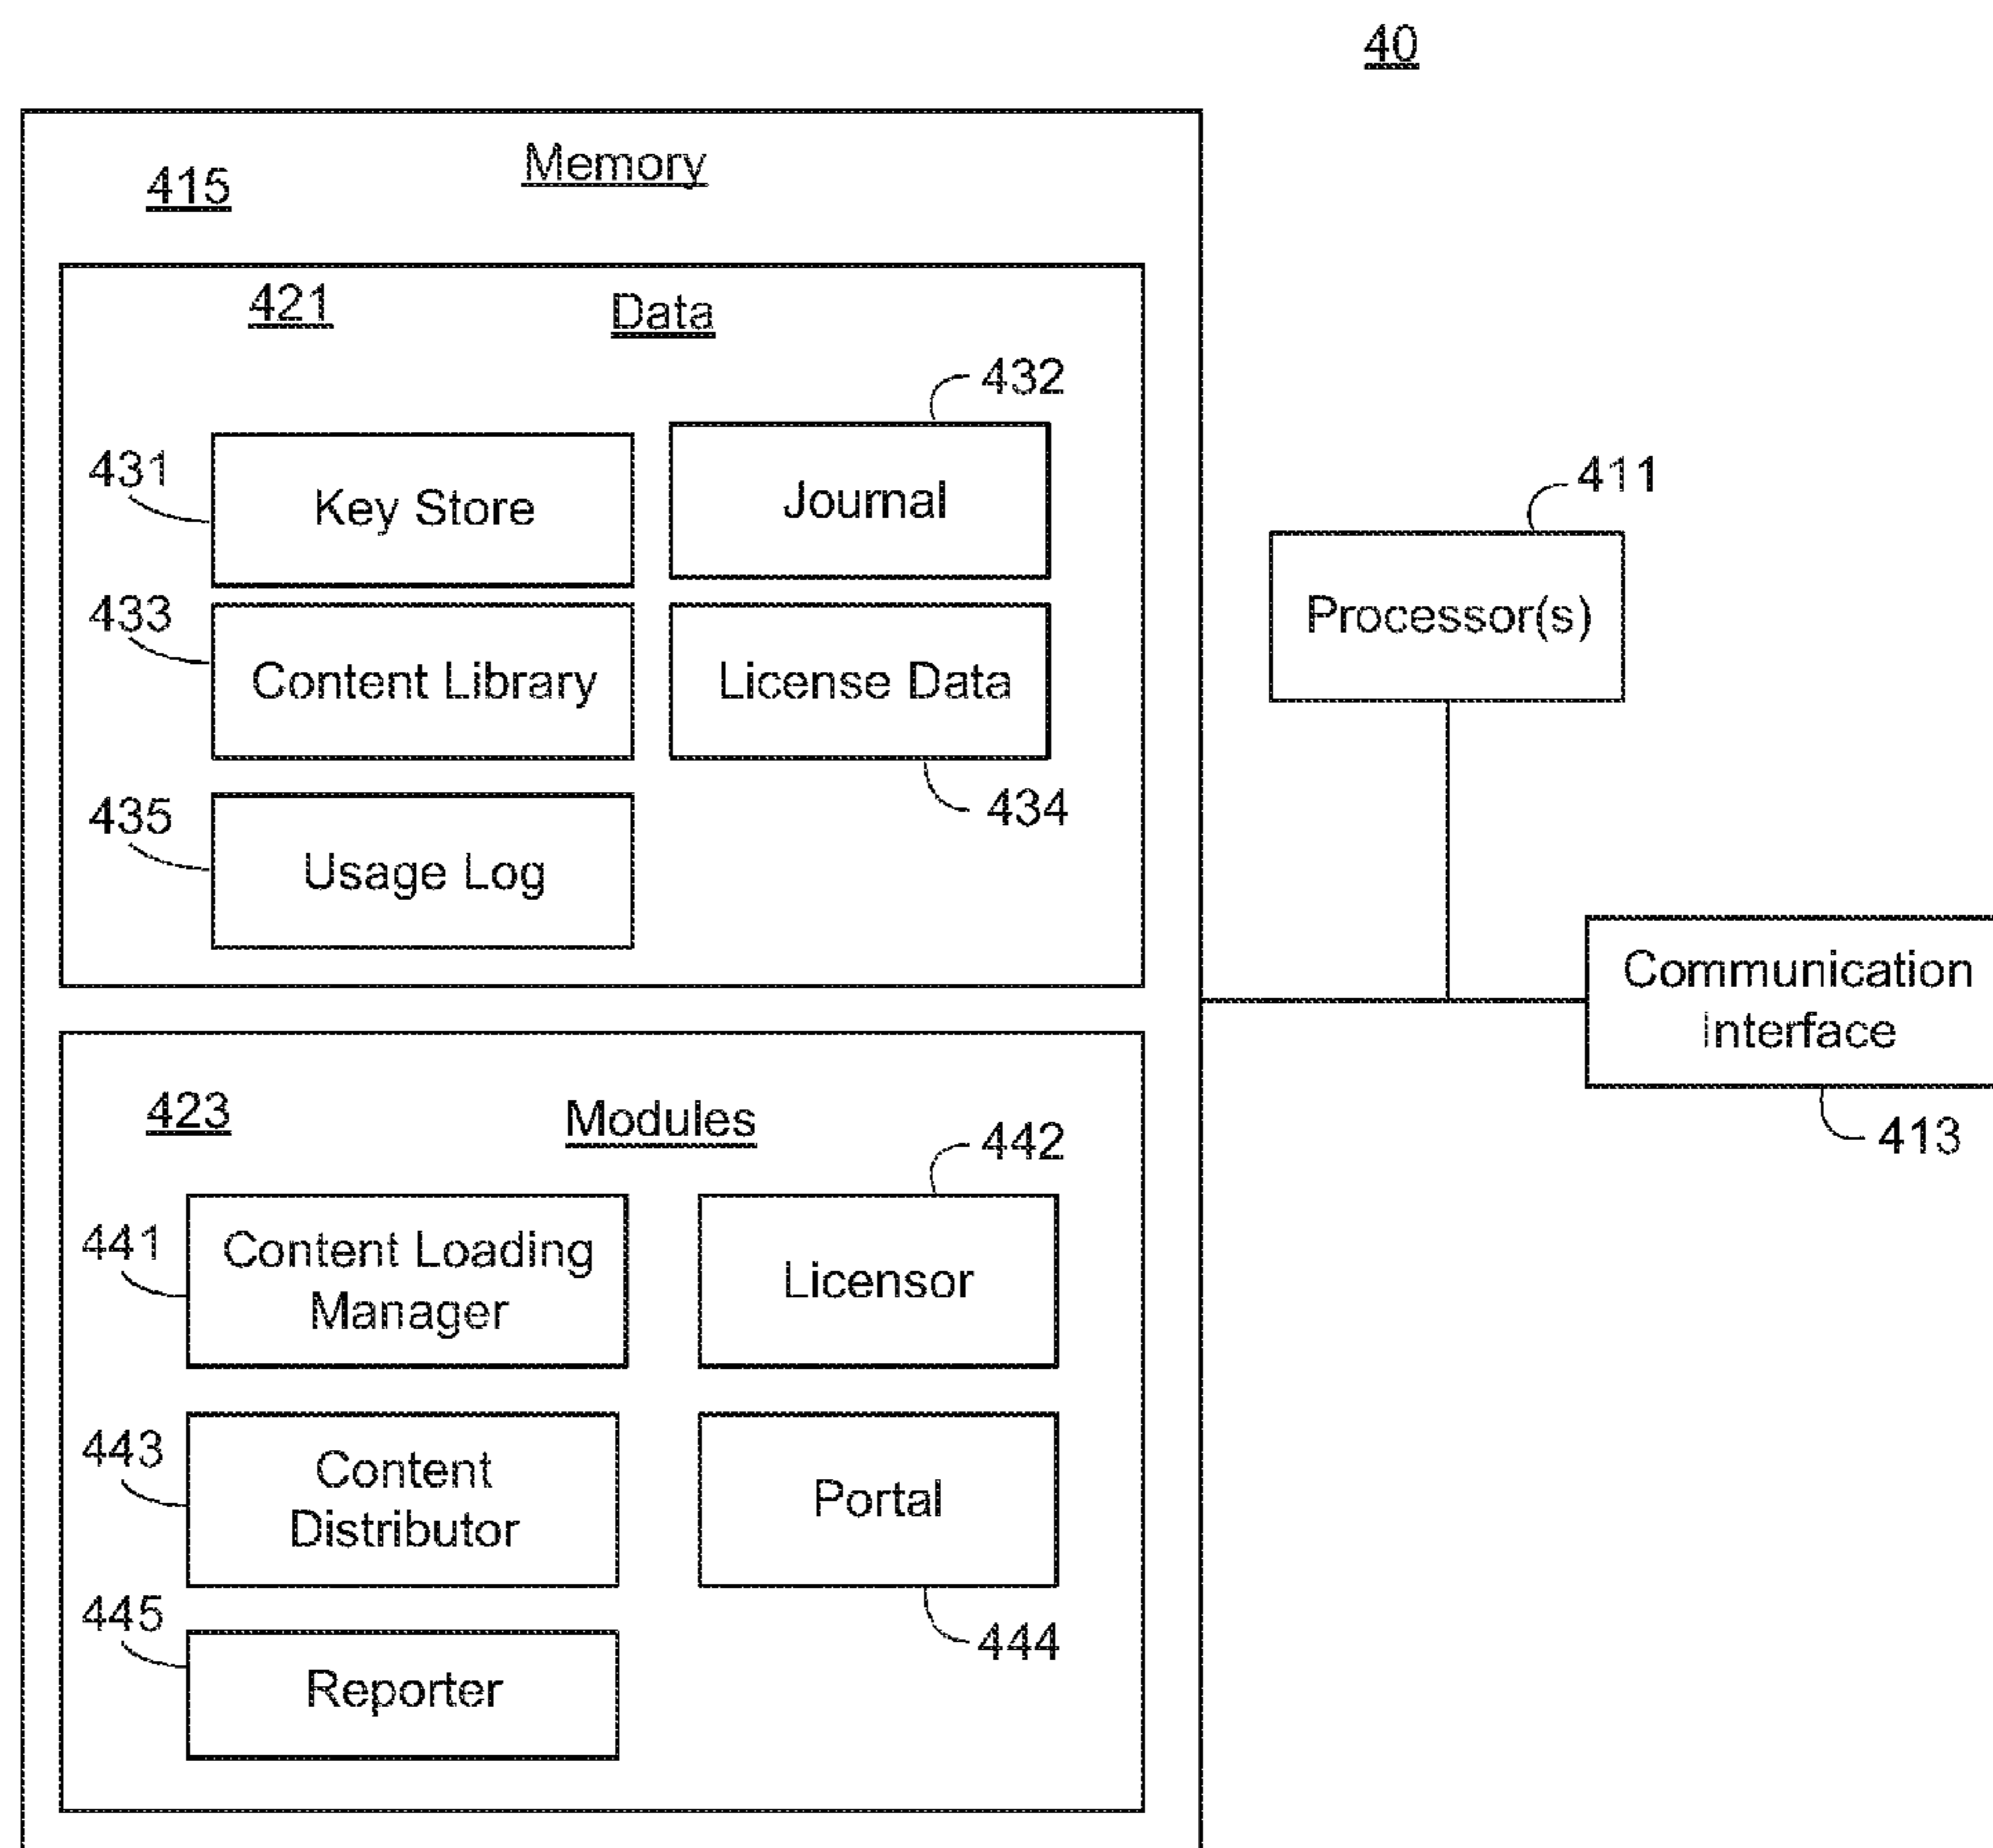 40
Memory
415
421
Data
432
431
Key Store
Journal
411
Processor(s)
433
Content Library
License Data
434
435
Usage Log
Communication
Interface
413
423
Modules
442
441
Content Loading
Manager
Licensor
443
Content
Distributor
Portal
444
445
Reporter